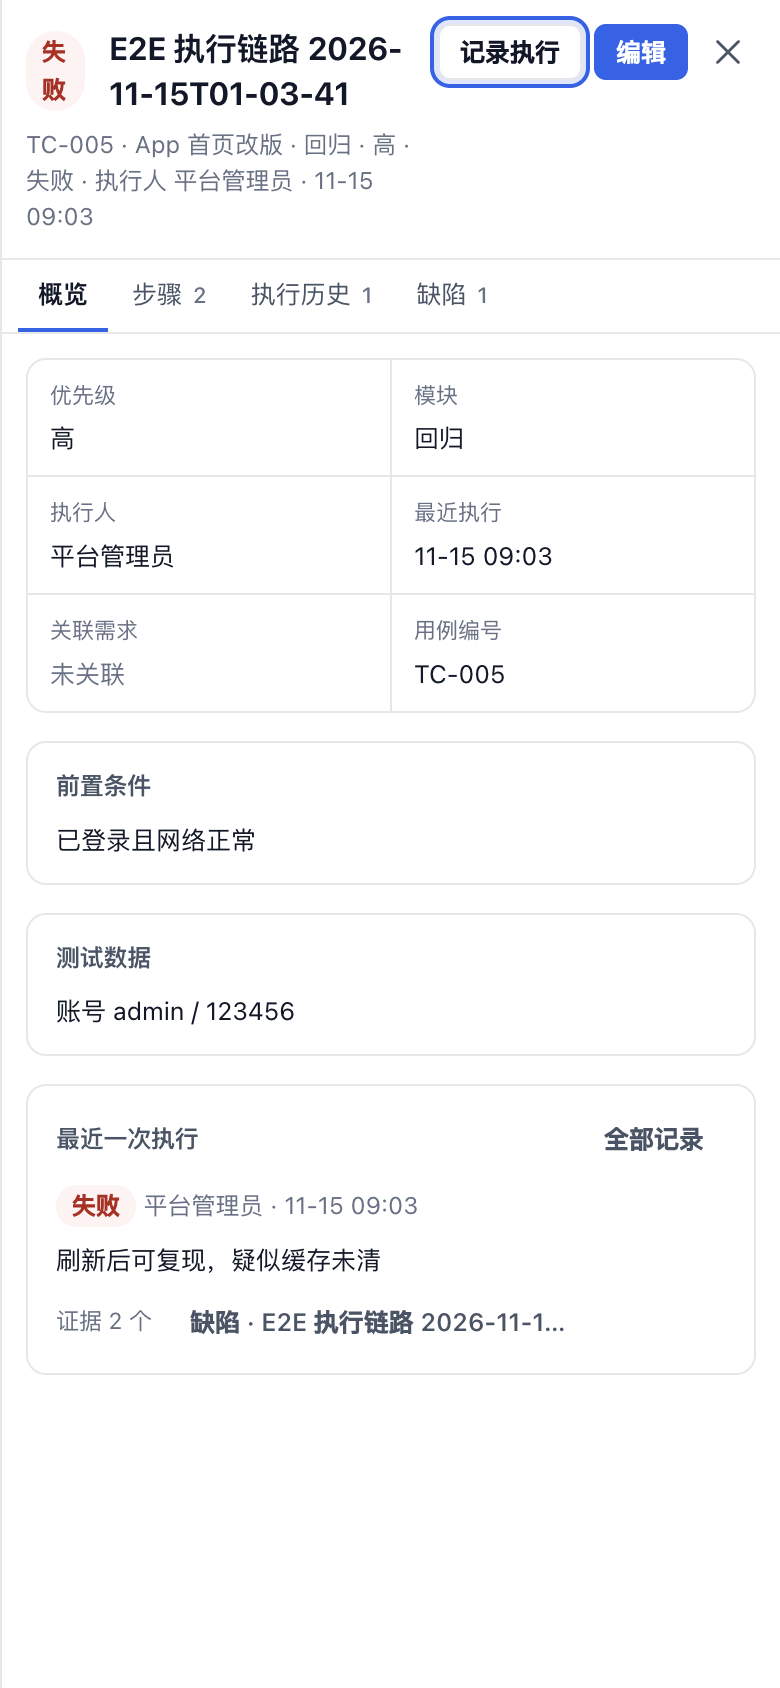 失败
E2E 执行链路 2026-
11-15T01-03-41
记录执行
编辑
TC-005 · App 首页改版 · 回归 · 高 ·
失败 · 执行人 平台管理员 · 11-15
09:03
概览
步骤 2
执行历史 1
缺陷 1
优先级
高
模块
回归
执行人
平台管理员
最近执行
11-15 09:03
关联需求
未关联
用例编号
TC-005
前置条件
已登录且网络正常
测试数据
账号 admin / 123456
最近一次执行
全部记录
失败 平台管理员 · 11-15 09:03
刷新后可复现，疑似缓存未清
证据 2 个
缺陷 · E2E 执行链路 2026-11-1...